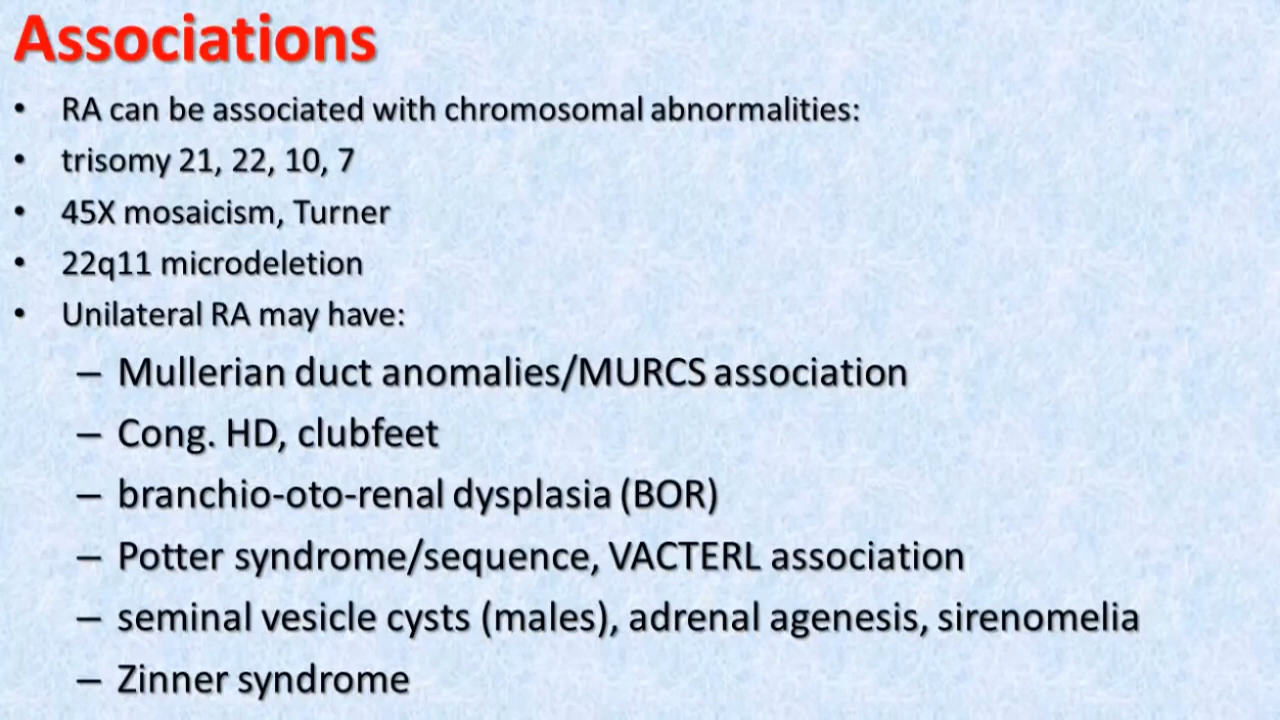 Associations
• RA can be associated with chromosomal abnormalities:
• trisomy 21, 22, 10, 7
• 45X mosaicism, Turner
• 22q11 microdeletion
• Unilateral RA may have:
– Mullerian duct anomalies/MURCS association
– Cong. HD, clubfeet
– branchio-oto-renal dysplasia (BOR)
– Potter syndrome/sequence, VACTERL association
– seminal vesicle cysts (males), adrenal agenesis, sirenomelia
– Zinner syndrome